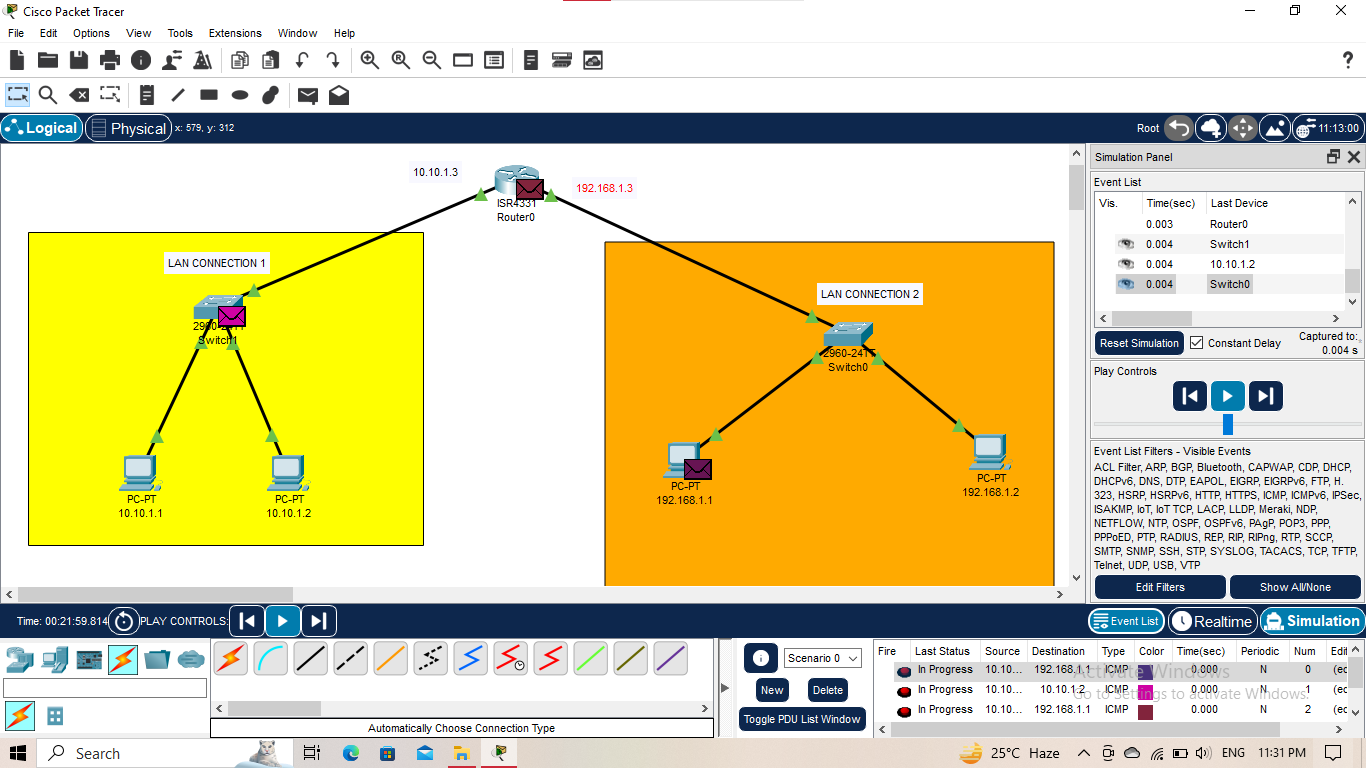 Cisco Packet Tracer
File Edit Options View Tools Extensions Window Help
Logical Physical x: 579, y: 312 Root 11:13:00
10.10.1.3
192.168.1.3
ISR4331
Router0
LAN CONNECTION 1
Switch1
PC-PT
10.10.1.1
PC-PT
10.10.1.2
LAN CONNECTION 2
2960-24TT
Switch0
PC-PT
192.168.1.1
PC-PT
192.168.1.2
Simulation Panel
Event List
Vis. Time(sec) Last Device
0.003 Router0
0.004 Switch1
0.004 10.10.1.2
0.004 Switch0
Reset Simulation Constant Delay Captured to:
0.004 s
Play Controls
Event List Filters - Visible Events
ACL Filter, ARP, BGP, Bluetooth, CAPWAP, CDP, DHCP,
DHCPv6, DNS, DTP, EAPOL, EIGRP, EIGRPv6, FTP, H.
323, HSRP, HSRPv6, HTTP, HTTPS, ICMP, ICMPv6, IPSec,
ISAKMP, IoT, IoT TCP, LACP, LLDP, Meraki, NDP,
NETFLOW, NTP, OSPF, OSPFv6, PAgP, POP3, PPP,
PPPoED, PTP, RADIUS, REP, RIP, RIPng, RTP, SCCP,
SMTP, SNMP, SSH, STP, SYSLOG, TACACS, TCP, TFTP,
Telnet, UDP, USB, VTP
Edit Filters Show All/None
Time: 00:21:59.814 PLAY CONTROLS: Event List Realtime Simulation
Automatically Choose Connection Type
Scenario 0
New Delete
Toggle PDU List Window
Fire Last Status Source Destination Type Color Time(sec) Periodic Num Edit
In Progress 10.10... 192.168.1.1 ICMP 0.000 N 0 (ec
In Progress 10.10... 10.10.1.2 ICMP 0.000 N 1 (ec
In Progress 10.10... 192.168.1.1 ICMP 0.000 N 2 (ec
Activate Windows
Go to Settings to activate Windows.
Search 25°C Haze ENG 11:31 PM